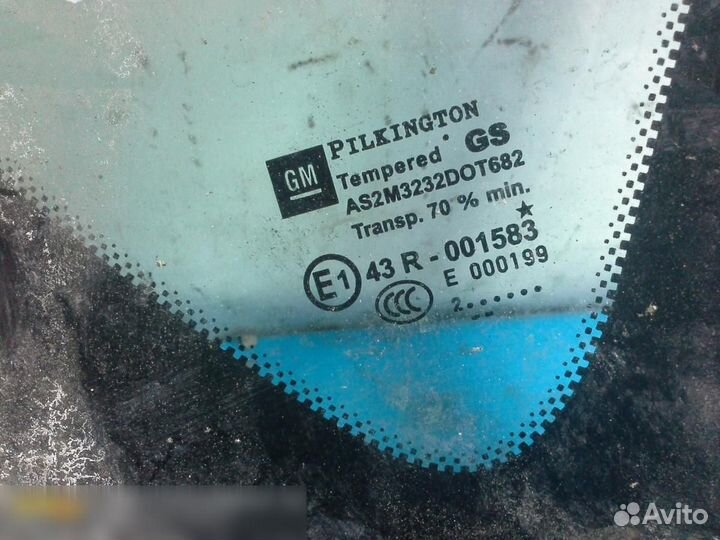 PILKINGTON
GM
Tempered GS
AS2M3232DOT682
Transp. 70 % min.
E1 43 R - 001583
CCC E 000199
2......
Avito